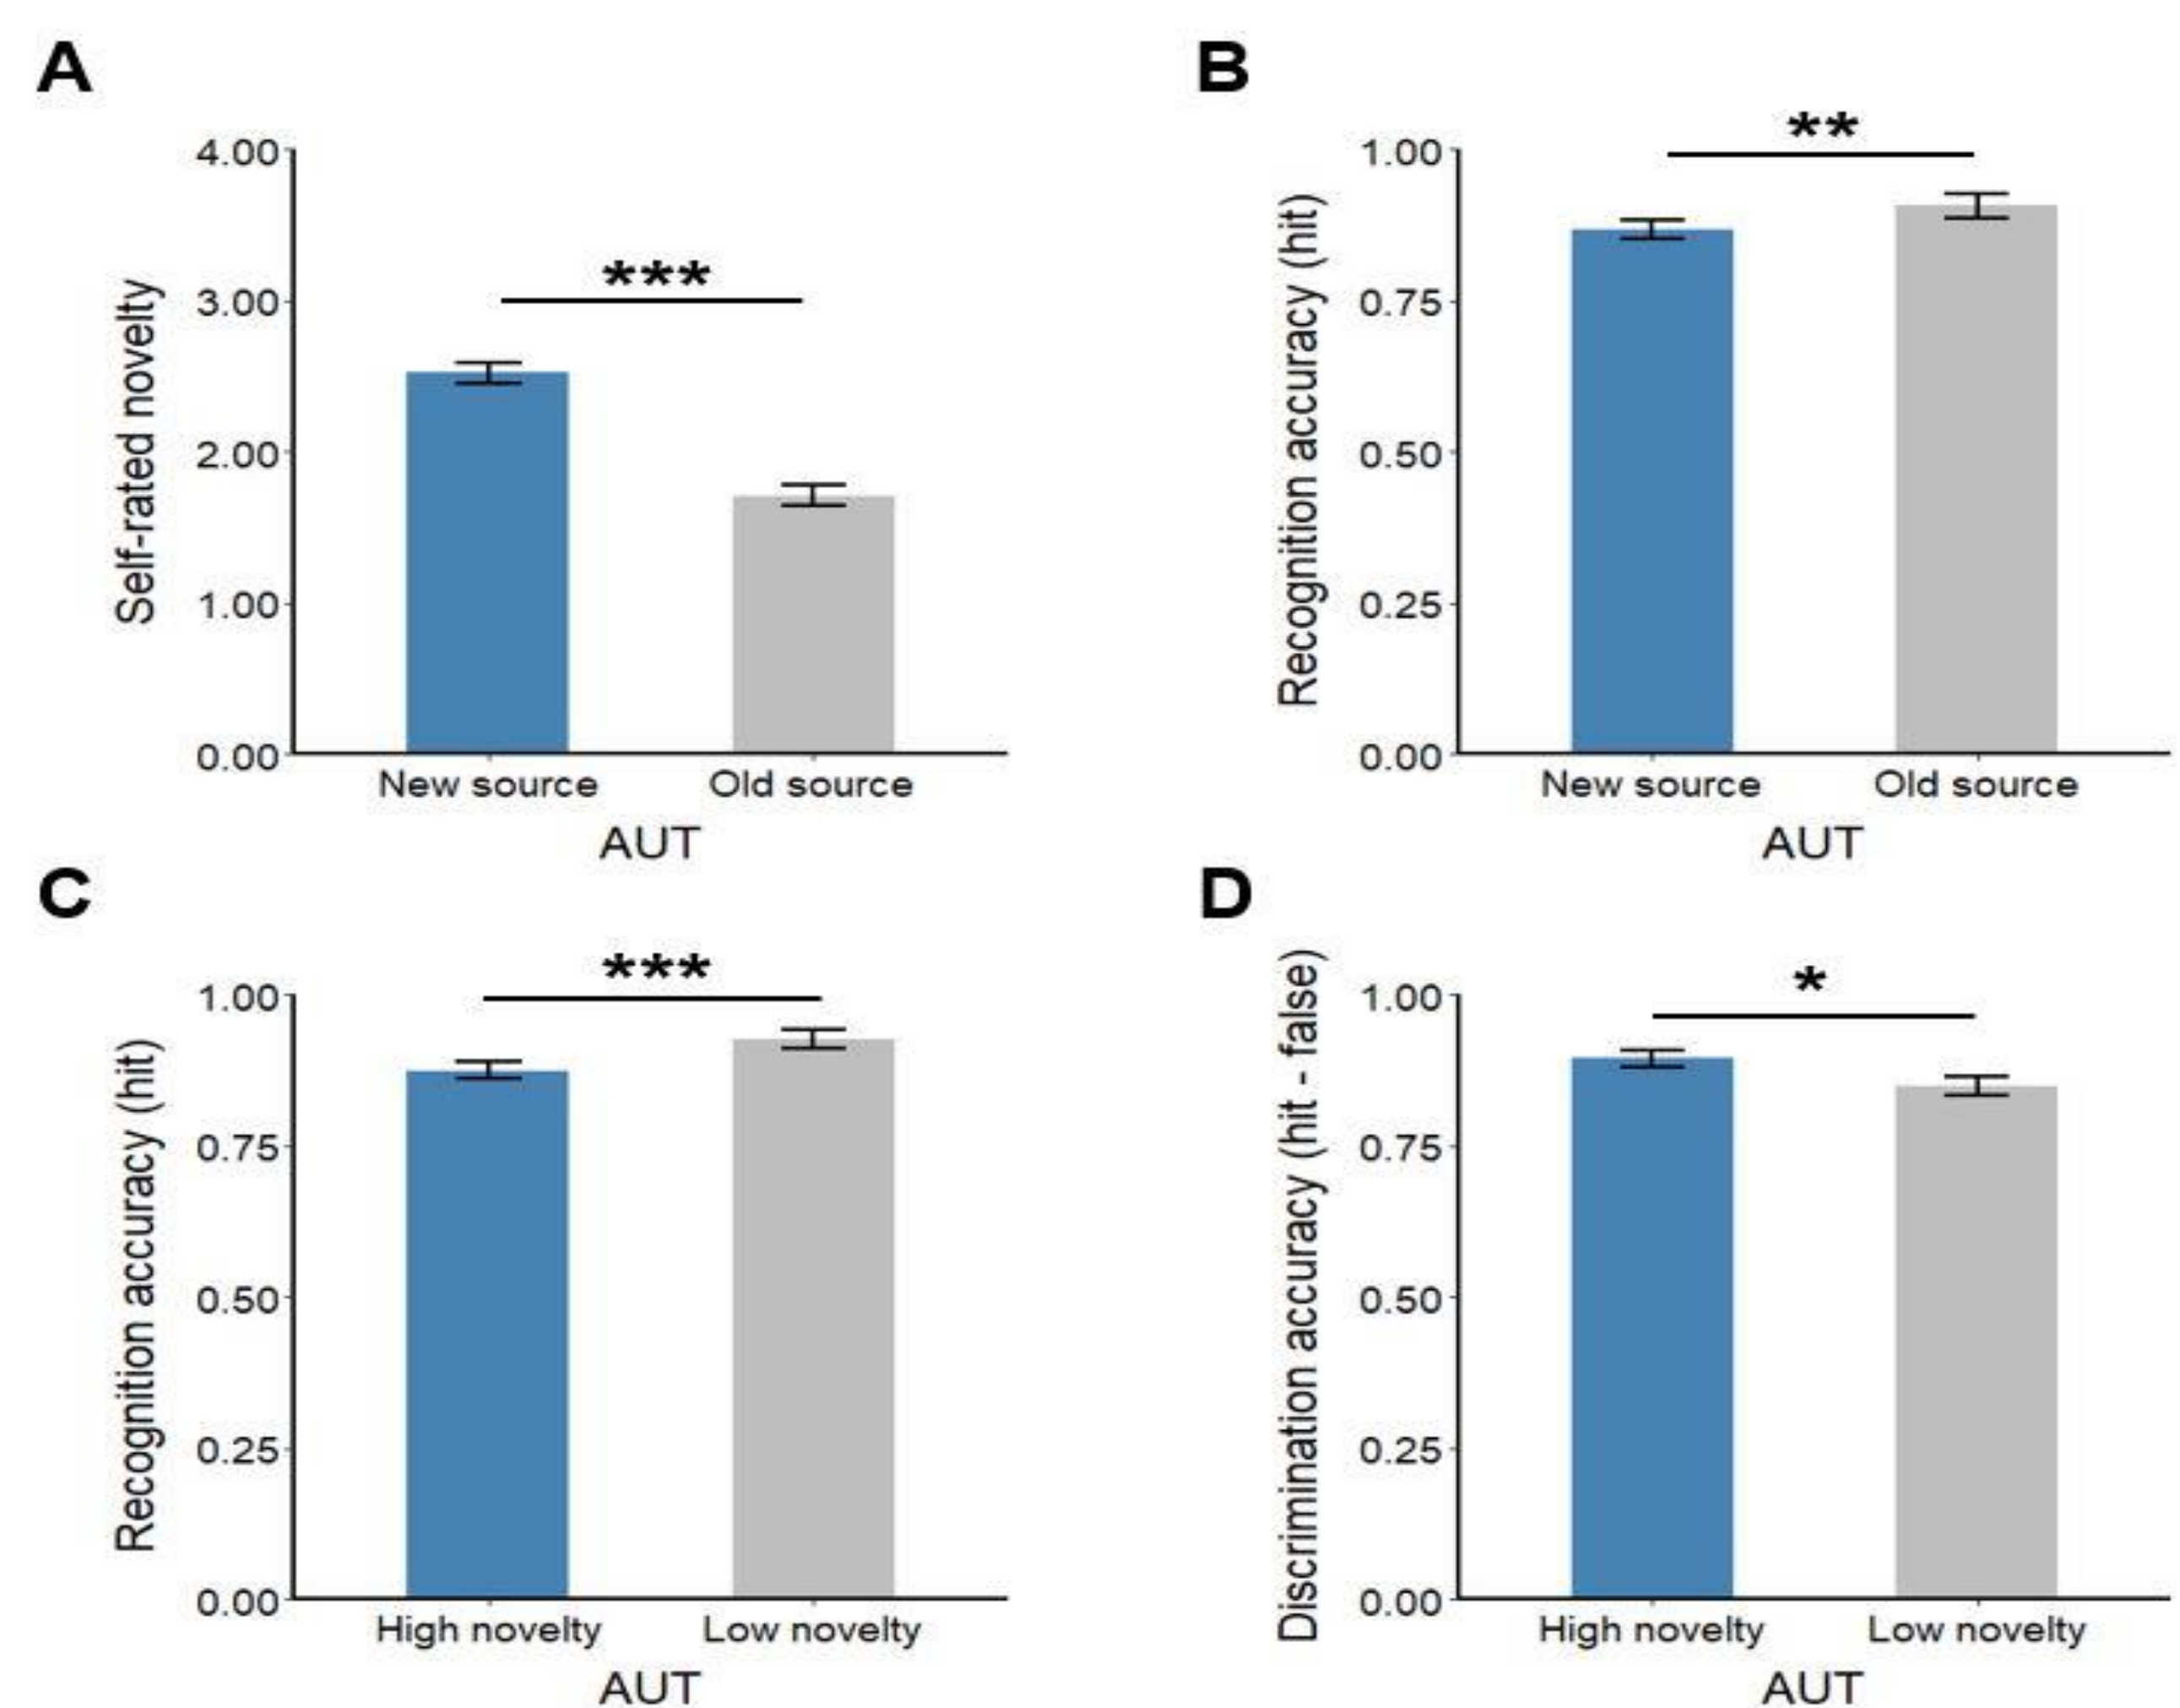 A
4.00
3.00
2.00
1.00
0.00
Self-rated novelty
***
New source
Old source
AUT
B
1.00
0.75
0.50
0.25
0.00
Recognition accuracy (hit)
**
New source
Old source
AUT
C
1.00
0.75
0.50
0.25
0.00
Recognition accuracy (hit)
***
High novelty
Low novelty
AUT
D
1.00
0.75
0.50
0.25
0.00
Discrimination accuracy (hit - false)
*
High novelty
Low novelty
AUT